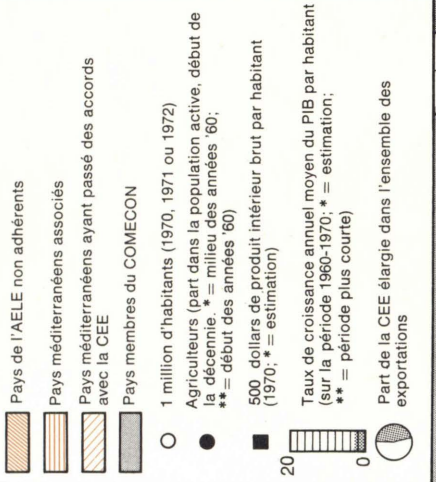 Pays de l'AELE non adhérents
Pays méditerranéens associés
Pays méditerranéens ayant passé des accords
avec la CEE
Pays membres du COMECON
1 million d'habitants (1970, 1971 ou 1972)
Agriculteurs (part dans la population active, début de
la décennie. * = milieu des années '60;
** = début des années '60)
500 dollars de produit intérieur brut par habitant
(1970; * = estimation)
20
0
Taux de croissance annuel moyen du PIB par habitant
(sur la période 1960-1970; * = estimation;
** = période plus courte)
Part de la CEE élargie dans l'ensemble des
exportations